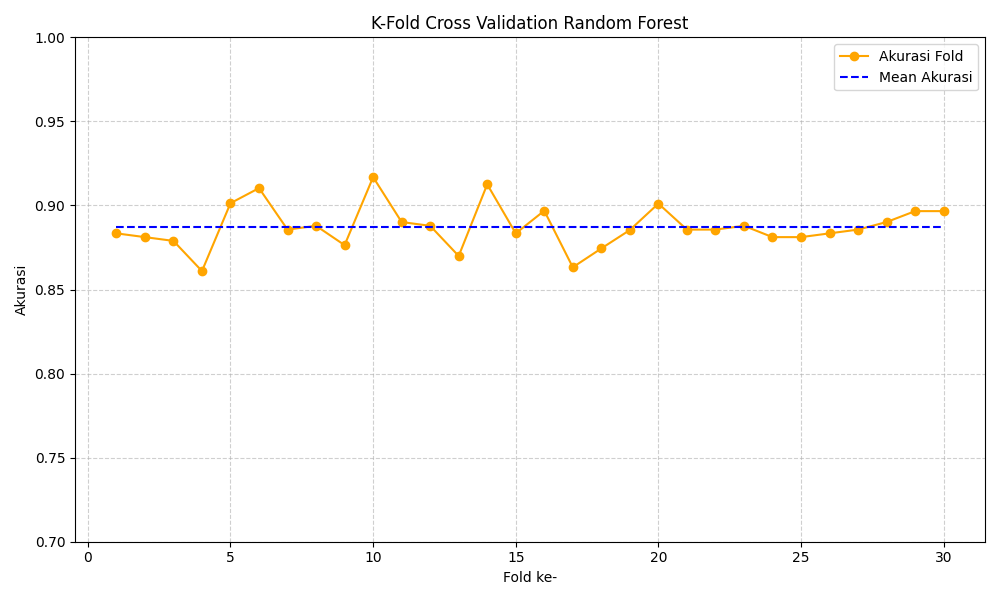 K-Fold Cross Validation Random Forest
Akurasi Fold
Mean Akurasi
Akurasi
1.00
0.95
0.90
0.85
0.80
0.75
0.70
0 5 10 15 20 25 30
Fold ke-